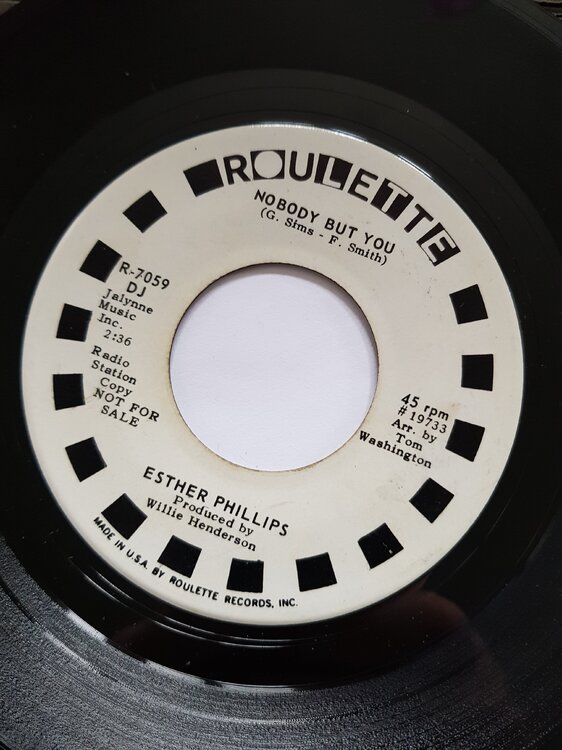 ROULETTE
NOBODY BUT YOU
(G. Sims - F. Smith)
R-7059
DJ
Jalynne
Music
Inc.
2:36
Radio
Station
Copy
NOT FOR
SALE
45 rpm
# 19733
Arr. by
Tom
Washington
ESTHER PHILLIPS
Produced by
Willie Henderson
MADE IN U.S.A. BY ROULETTE RECORDS, INC.